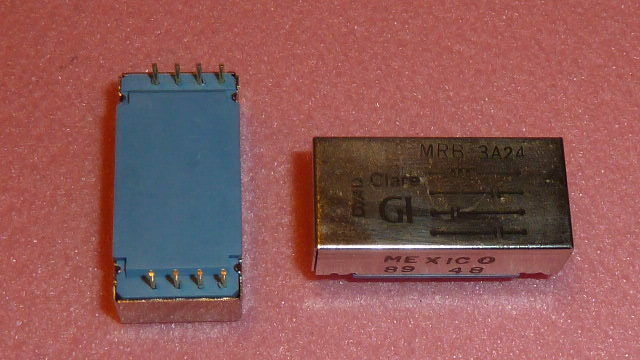 MRB-3A24
Clare
GI
MEXICO
89 48